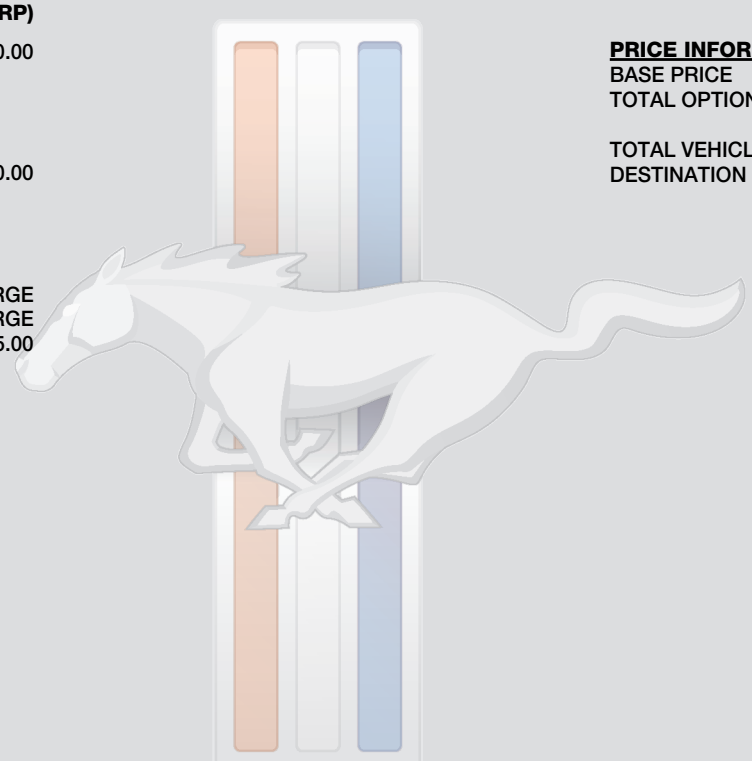 RP)
0.00
0.00
RGE
RGE
5.00
PRICE INFOR
BASE PRICE
TOTAL OPTION
TOTAL VEHICL
DESTINATION